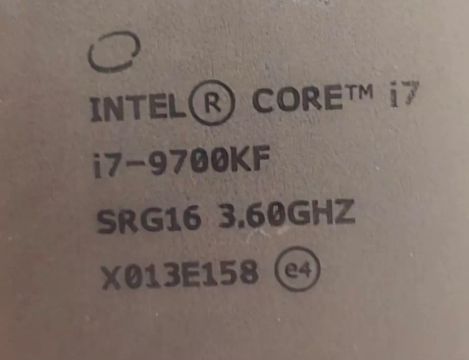 INTEL® CORE™ i7
i7-9700KF
SRG16 3.60GHZ
X013E158 e4